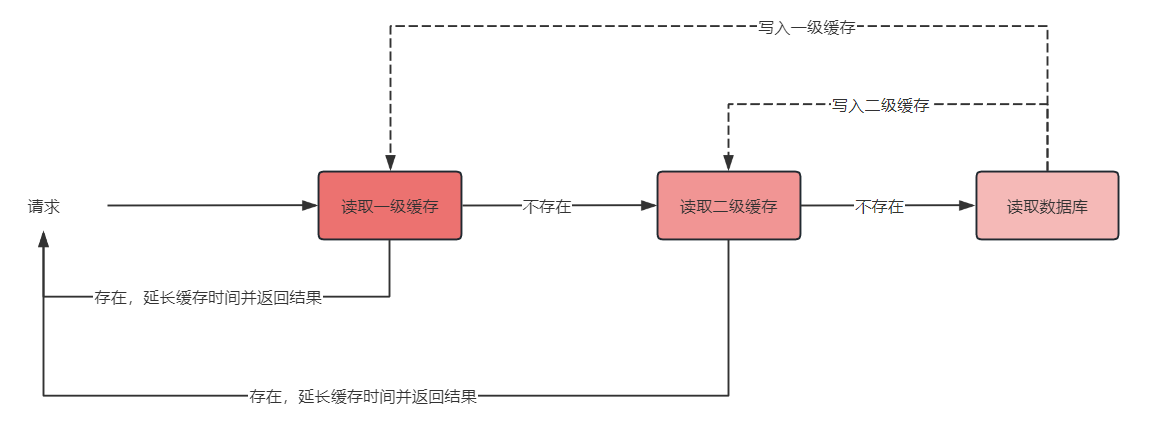 写入一级缓存
写入二级缓存
请求
读取一级缓存
不存在
读取二级缓存
不存在
读取数据库
存在，延长缓存时间并返回结果
存在，延长缓存时间并返回结果